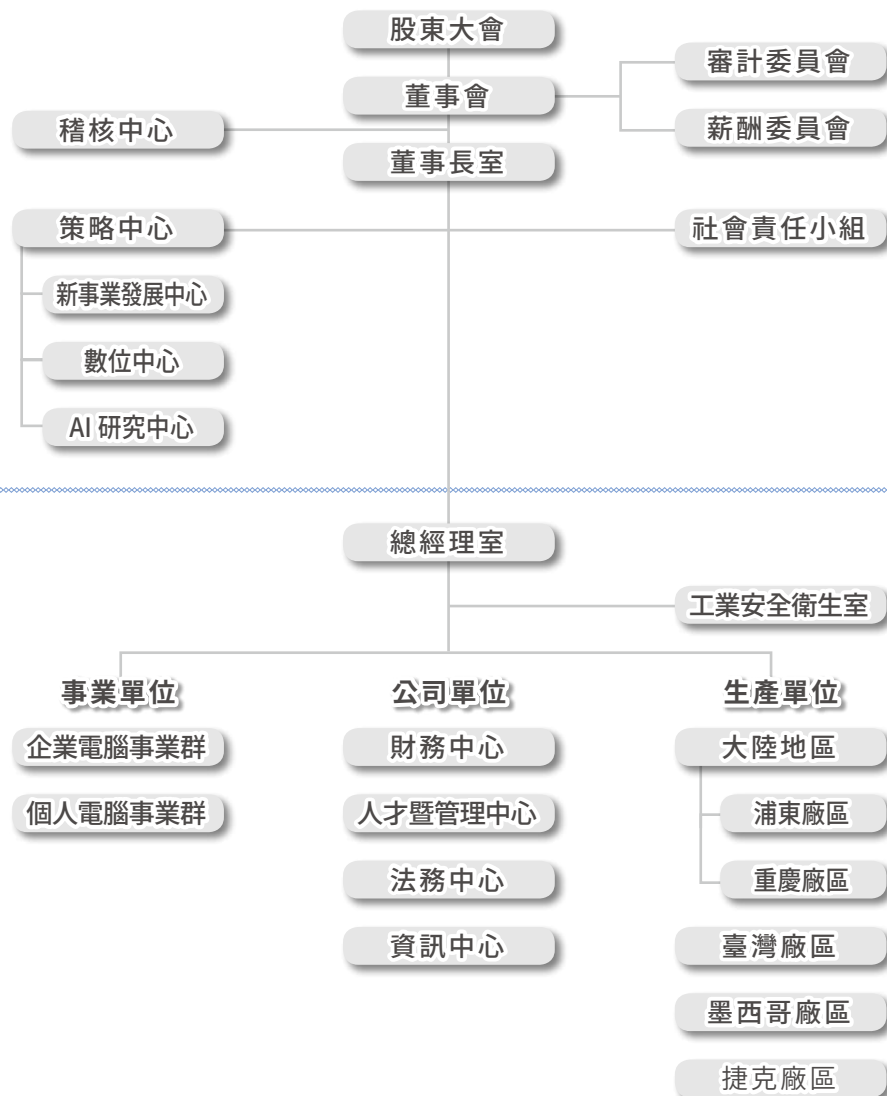 股東大會
董事會
審計委員會
稽核中心
薪酬委員會
董事長室
策略中心
社會責任小組
新事業發展中心
數位中心
AI 研究中心
總經理室
工業安全衛生室
事業單位
企業電腦事業群
個人電腦事業群
公司單位
財務中心
人才暨管理中心
法務中心
資訊中心
生產單位
大陸地區
浦東廠區
重慶廠區
臺灣廠區
墨西哥廠區
捷克廠區